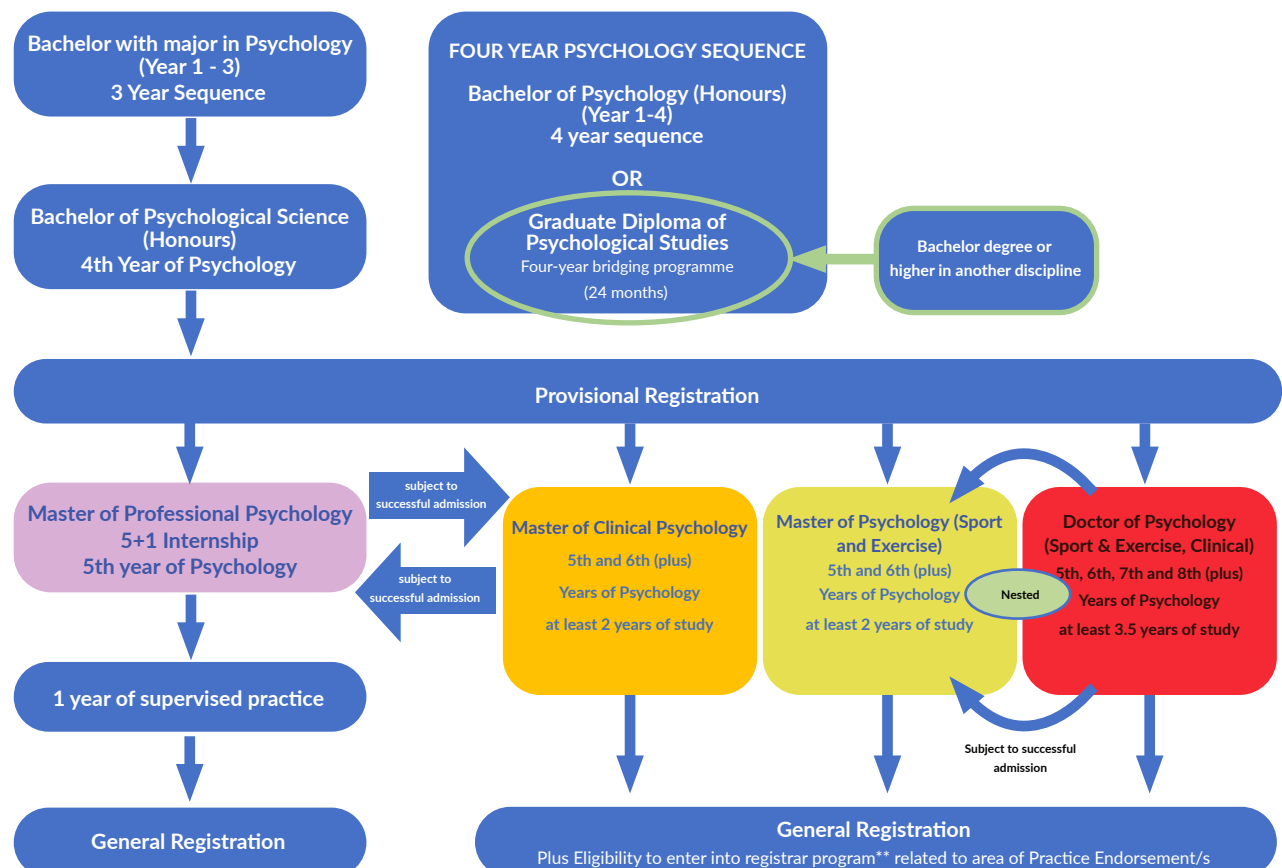 Bachelor with major in Psychology
(Year 1 - 3)
3 Year Sequence
FOUR YEAR PSYCHOLOGY SEQUENCE
Bachelor of Psychology (Honours)
(Year 1-4)
4 year sequence
OR
Graduate Diploma of
Psychological Studies
Four-year bridging programme
(24 months)
Bachelor degree or
higher in another discipline
Bachelor of Psychological Science
(Honours)
4th Year of Psychology
Provisional Registration
Master of Professional Psychology
5+1 Internship
5th year of Psychology
subject to
successful admission
subject to
successful admission
Master of Clinical Psychology
5th and 6th (plus)
Years of Psychology
at least 2 years of study
Master of Psychology (Sport
and Exercise)
5th and 6th (plus)
Years of Psychology
at least 2 years of study
Nested
Doctor of Psychology
(Sport & Exercise, Clinical)
5th, 6th, 7th and 8th (plus)
Years of Psychology
at least 3.5 years of study
Subject to successful
admission
1 year of supervised practice
General Registration
General Registration
Plus Eligibility to enter into registrar program** related to area of Practice Endorsement/s